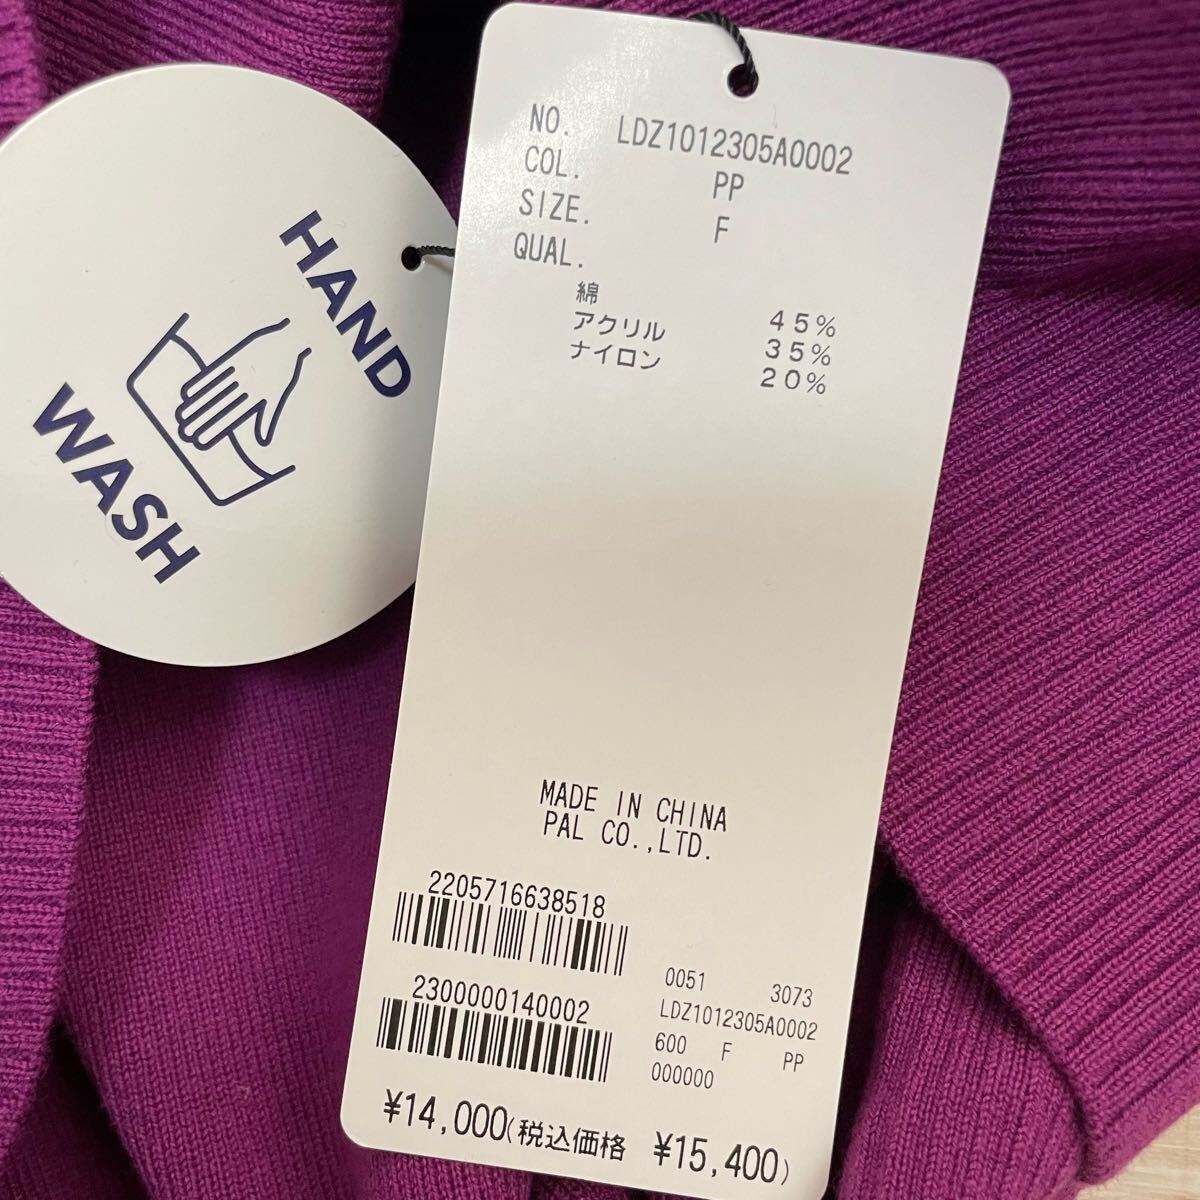 HAND
WASH
NO. LDZ1012305A0002
COL. PP
SIZE. F
QUAL.
綿 45%
アクリル 35%
ナイロン 20%
MADE IN CHINA
PAL CO.,LTD.
2205716638518
2300000140002
0051 3073
LDZ1012305A0002
600 F PP
000000
¥14,000(税込価格 ¥15,400)